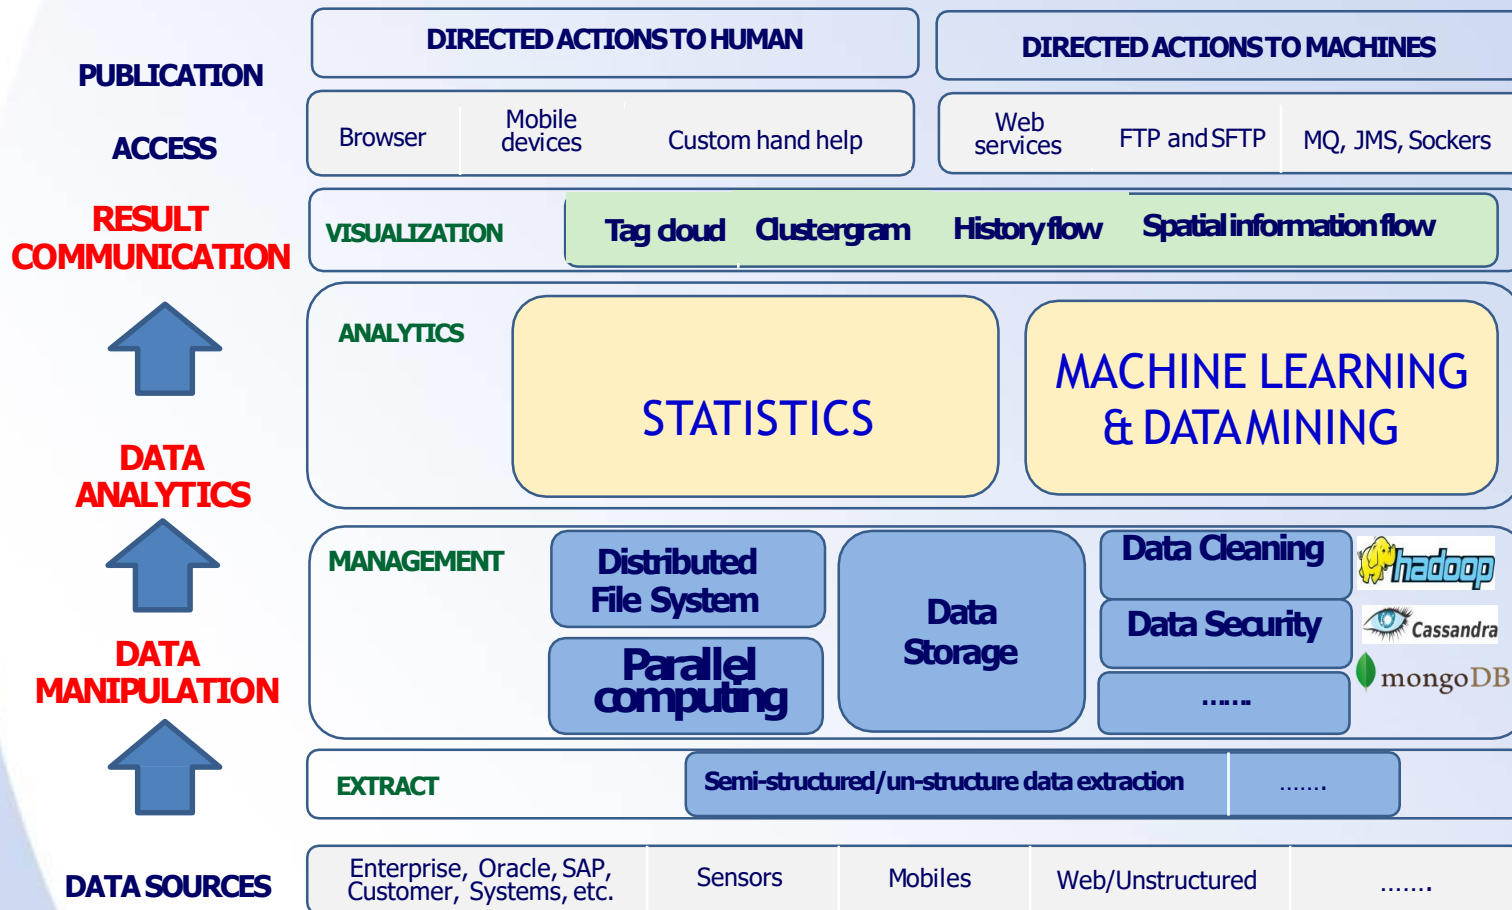 DIRECTED ACTIONS TO HUMAN
DIRECTED ACTIONS TO MACHINES
PUBLICATION
ACCESS
Browser
Mobile
devices
Custom hand help
Web
services
FTP and SFTP
MQ, JMS, Sockers
RESULT
COMMUNICATION
VISUALIZATION
Tag cloud
Clustergram
History flow
Spatial information flow
ANALYTICS
STATISTICS
MACHINE LEARNING
& DATA MINING
DATA
ANALYTICS
MANAGEMENT
Distributed
File System
Parallel
computing
Data
Storage
Data Cleaning
Data Security
.......
hadoop
Cassandra
mongoDB
DATA
MANIPULATION
EXTRACT
Semi-structured/un-structure data extraction
.......
DATA SOURCES
Enterprise, Oracle, SAP,
Customer, Systems, etc.
Sensors
Mobiles
Web/Unstructured
.......